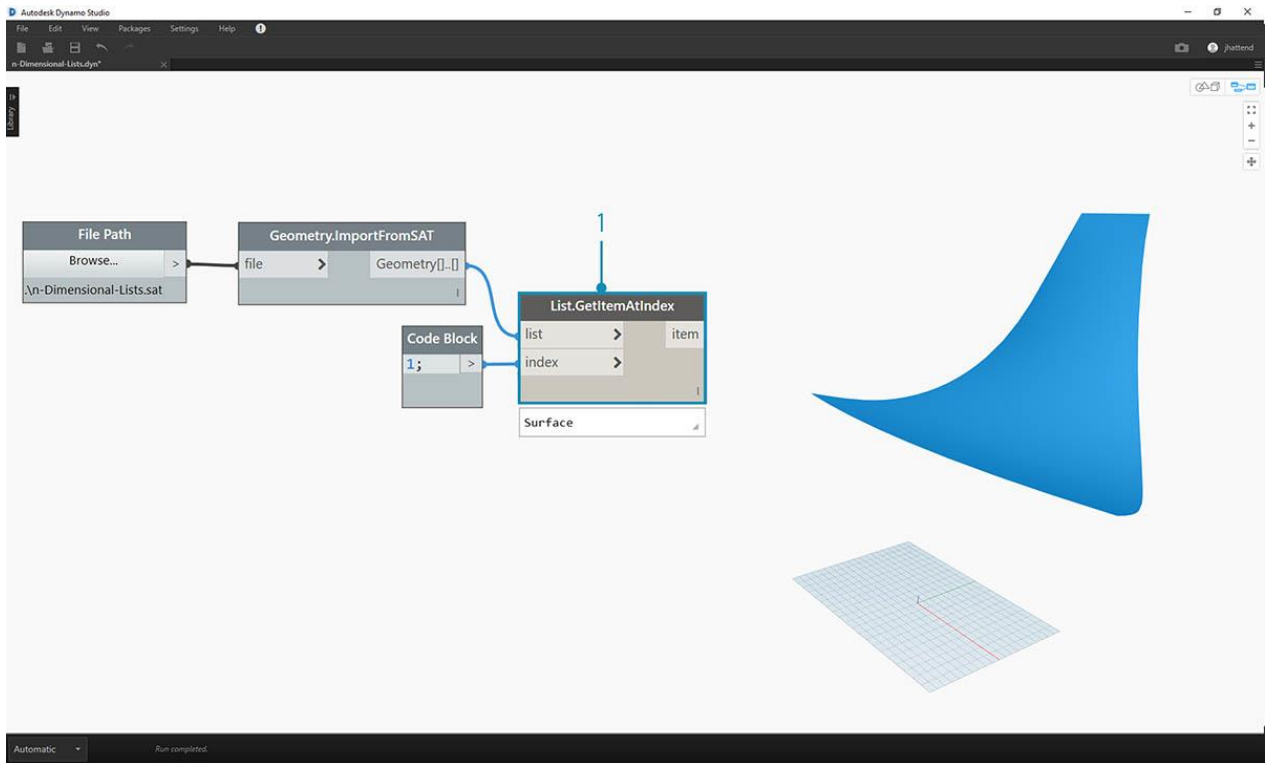 Autodesk Dynamo Studio
File Edit View Packages Settings Help
jhattend
n-Dimensional-Lists.dyn*
Library
1
File Path
Browse... >
.\n-Dimensional-Lists.sat
Geometry.ImportFromSAT
file Geometry[]..[]
List.GetItemAtIndex
list item
index
Code Block
1; >
Surface
Automatic Run completed.